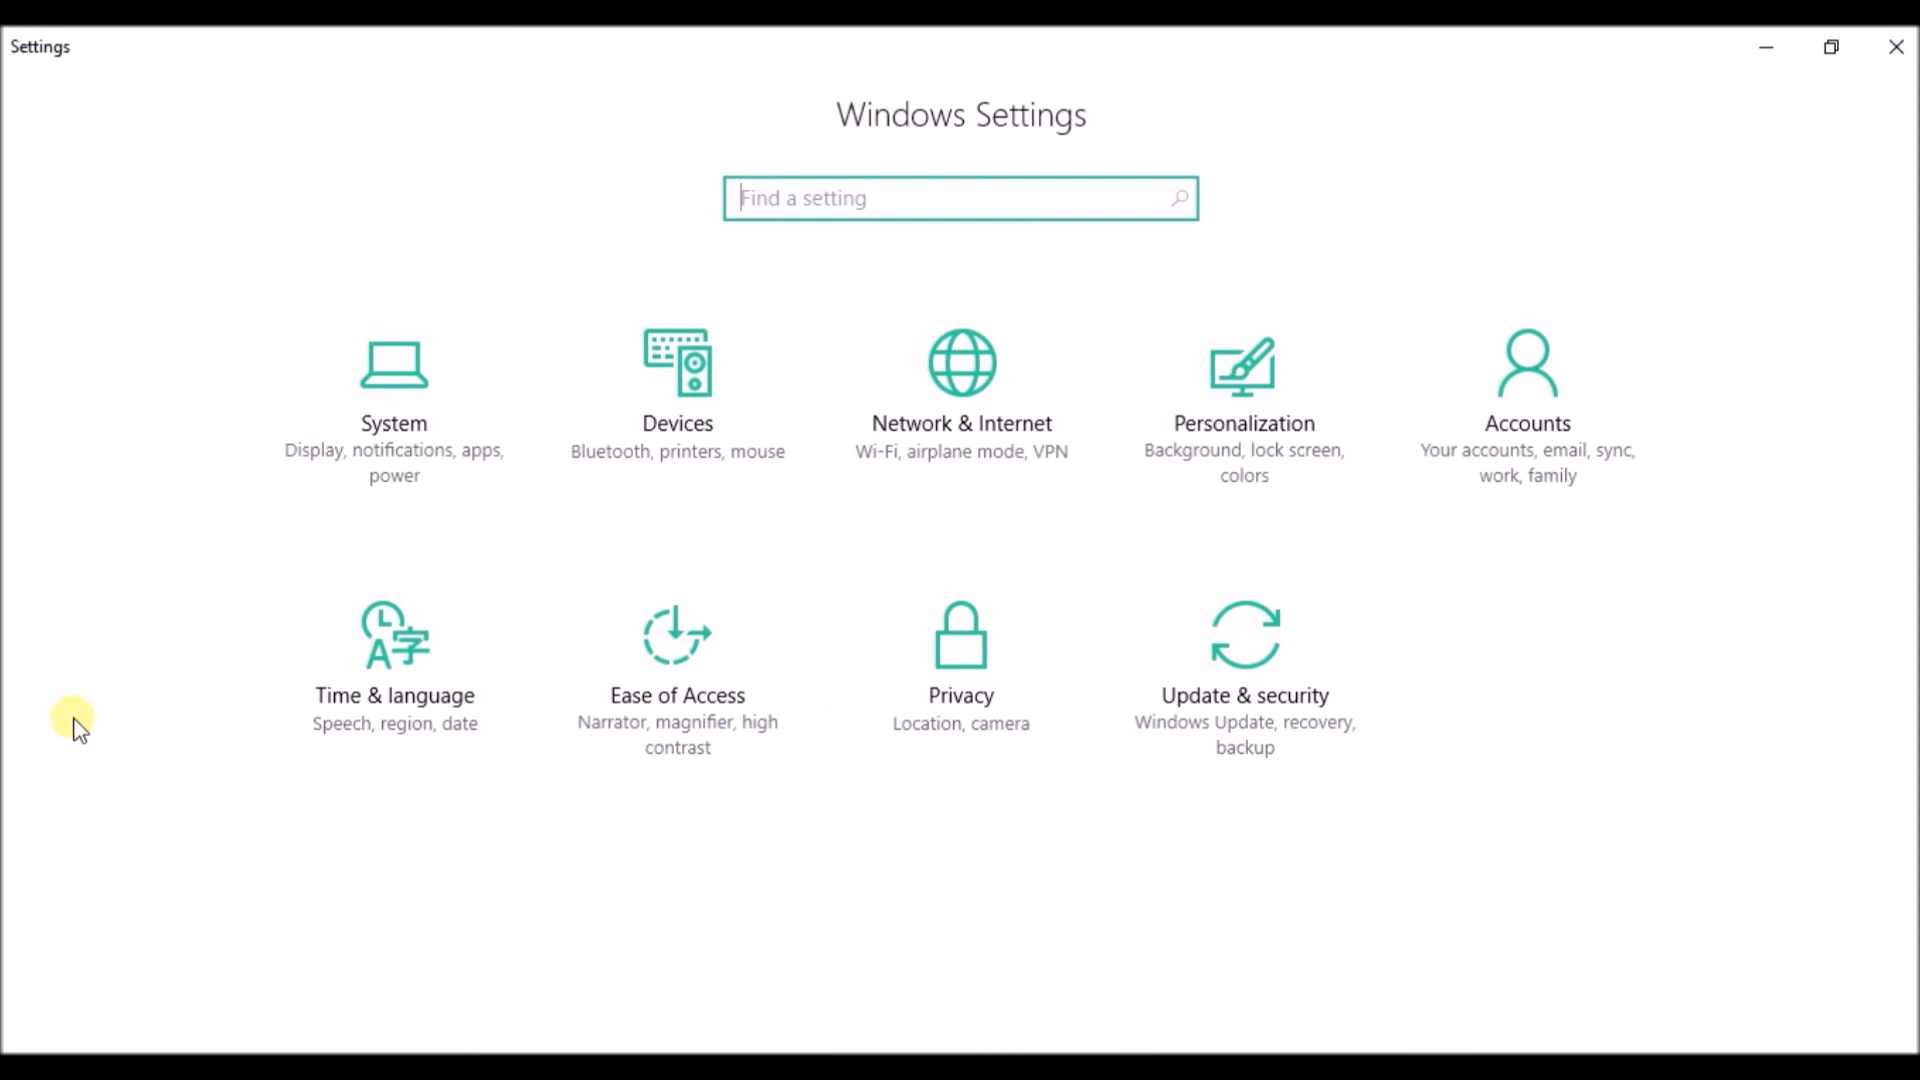 Settings
Windows Settings
Find a setting
System
Display, notifications, apps,
power
Devices
Bluetooth, printers, mouse
Network & Internet
Wi-Fi, airplane mode, VPN
Personalization
Background, lock screen,
colors
Accounts
Your accounts, email, sync,
work, family
Time & language
Speech, region, date
Ease of Access
Narrator, magnifier, high
contrast
Privacy
Location, camera
Update & security
Windows Update, recovery,
backup